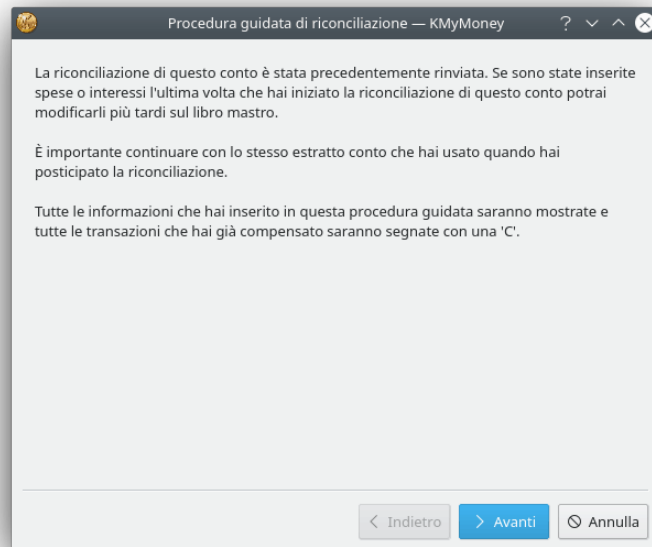 Procedura guidata di riconciliazione — KMyMoney
La riconciliazione di questo conto è stata precedentemente rinviata. Se sono state inserite
spese o interessi l'ultima volta che hai iniziato la riconciliazione di questo conto potrai
modificarli più tardi sul libro mastro.
È importante continuare con lo stesso estratto conto che hai usato quando hai
posticipato la riconciliazione.
Tutte le informazioni che hai inserito in questa procedura guidata saranno mostrate e
tutte le transazioni che hai già compensato saranno segnate con una 'C'.
Indietro
Avanti
Annulla